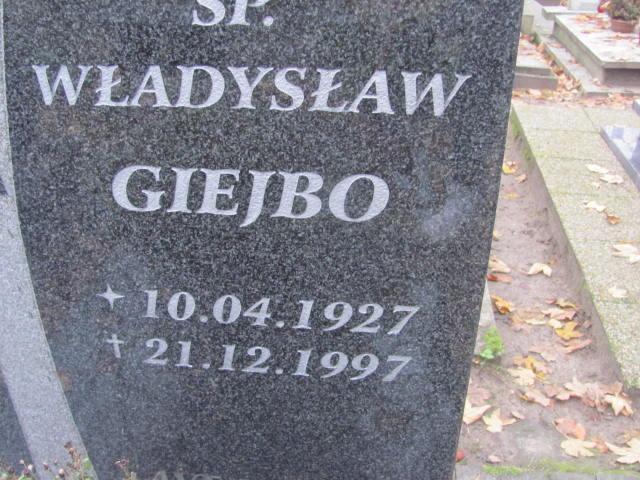 ŚP.
WŁADYSŁAW
GIEJBO
10.04.1927
† 21.12.1997